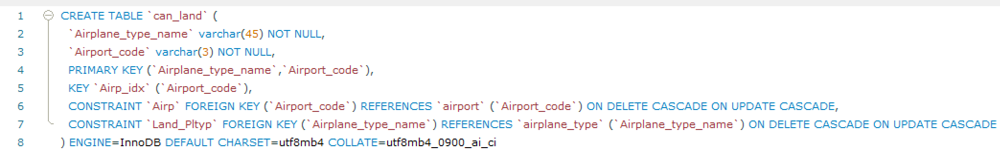 1 CREATE TABLE `can_land` (
2 `Airplane_type_name` varchar(45) NOT NULL,
3 `Airport_code` varchar(3) NOT NULL,
4 PRIMARY KEY (`Airplane_type_name`,`Airport_code`),
5 KEY `Airp_idx` (`Airport_code`),
6 CONSTRAINT `Airp` FOREIGN KEY (`Airport_code`) REFERENCES `airport` (`Airport_code`) ON DELETE CASCADE ON UPDATE CASCADE,
7 CONSTRAINT `Land_Pltyp` FOREIGN KEY (`Airplane_type_name`) REFERENCES `airplane_type` (`Airplane_type_name`) ON DELETE CASCADE ON UPDATE CASCADE
8 ) ENGINE=InnoDB DEFAULT CHARSET=utf8mb4 COLLATE=utf8mb4_0900_ai_ci